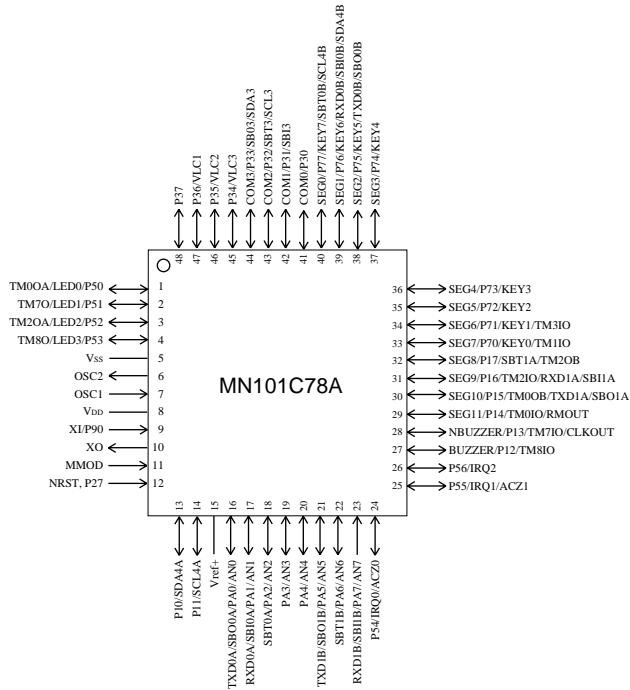 P37
P36/VLC1
P35/VLC2
P34/VLC3
COM3/P33/SB03/SDA3
COM2/P32/SBT3/SCL3
COM1/P31/SBI3
COM0/P30
SEG0/P77/KEY7/SBT0B/SCL4B
SEG1/P76/KEY6/RXD0B/SBI0B/SDA4B
SEG2/P75/KEY5/TXD0B/SBO0B
SEG3/P74/KEY4
48
47
46
45
44
43
42
41
40
39
38
37
TM0OA/LED0/P50 1
TM7O/LED1/P51 2
TM2OA/LED2/P52 3
TM8O/LED3/P53 4
Vss 5
OSC2 6
OSC1 7
VDD 8
XI/P90 9
XO 10
MMOD 11
NRST, P27 12
MN101C78A
36 SEG4/P73/KEY3
35 SEG5/P72/KEY2
34 SEG6/P71/KEY1/TM3IO
33 SEG7/P70/KEY0/TM1IO
32 SEG8/P17/SBT1A/TM2OB
31 SEG9/P16/TM2IO/RXD1A/SBI1A
30 SEG10/P15/TM0OB/TXD1A/SBO1A
29 SEG11/P14/TM0IO/RMOUT
28 NBUZZER/P13/TM7IO/CLKOUT
27 BUZZER/P12/TM8IO
26 P56/IRQ2
25 P55/IRQ1/ACZ1
13
14
15
16
17
18
19
20
21
22
23
24
P10/SDA4A
P11/SCL4A
Vref+
TXD0A/SBO0A/PA0/AN0
RXD0A/SBI0A/PA1/AN1
SBT0A/PA2/AN2
PA3/AN3
PA4/AN4
TXD1B/SBO1B/PA5/AN5
SBT1B/PA6/AN6
RXD1B/SBI1B/PA7/AN7
P54/IRQ0/ACZ0